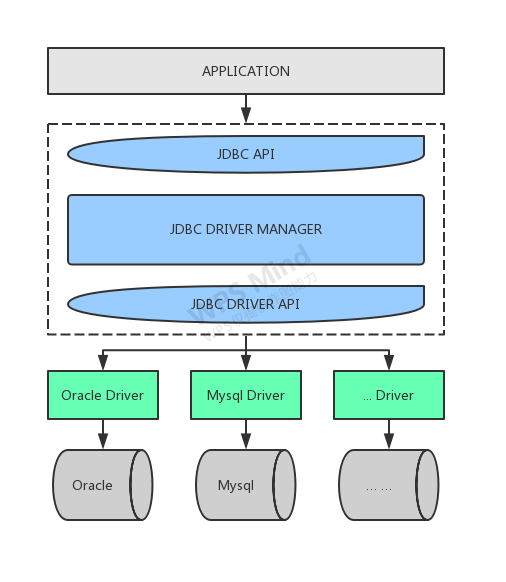 APPLICATION
JDBC API
JDBC DRIVER MANAGER
WPS Mind
JDBC DRIVER API
Oracle Driver
Mysql Driver
... Driver
Oracle
Mysql
... ...